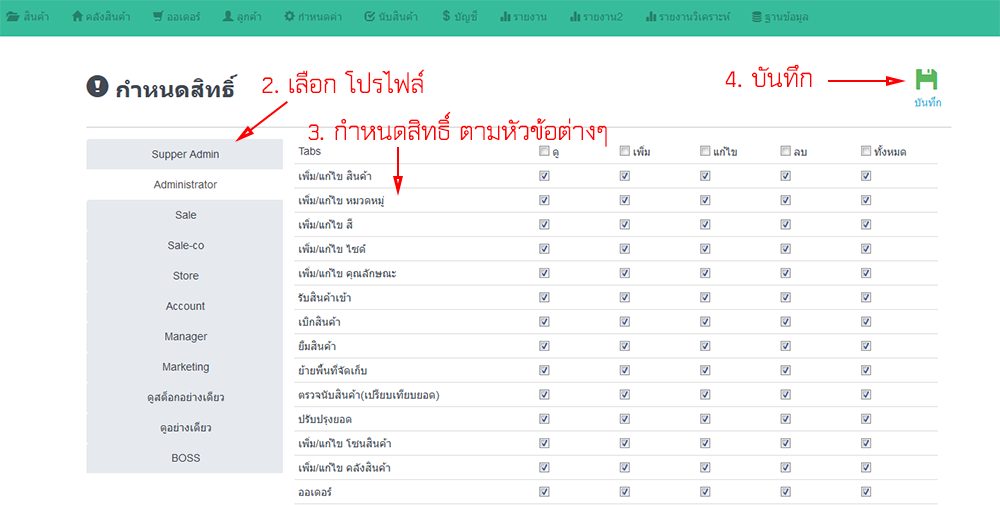 สินค้า คลังสินค้า ออเดอร์ ลูกค้า กำหนดค่า นับสินค้า บัญชี รายงาน รายงาน2 รายงานวิเคราะห์ ฐานข้อมูล
กำหนดสิทธิ์
2. เลือก โปรไฟล์
4. บันทึก
บันทึก
3. กำหนดสิทธิ์ ตามหัวข้อต่างๆ
Supper Admin
Administrator
Sale
Sale-co
Store
Account
Manager
Marketing
ดูสต็อกอย่างเดียว
ดูอย่างเดียว
BOSS
Tabs ดู เพิ่ม แก้ไข ลบ ทั้งหมด
เพิ่ม/แก้ไข สินค้า
เพิ่ม/แก้ไข หมวดหมู่
เพิ่ม/แก้ไข สี
เพิ่ม/แก้ไข ไซต์
เพิ่ม/แก้ไข คุณลักษณะ
รับสินค้าเข้า
เบิกสินค้า
ยืมสินค้า
ย้ายพื้นที่จัดเก็บ
ตรวจนับสินค้า(เปรียบเทียบยอด)
ปรับปรุงยอด
เพิ่ม/แก้ไข โซนสินค้า
เพิ่ม/แก้ไข คลังสินค้า
ออเดอร์